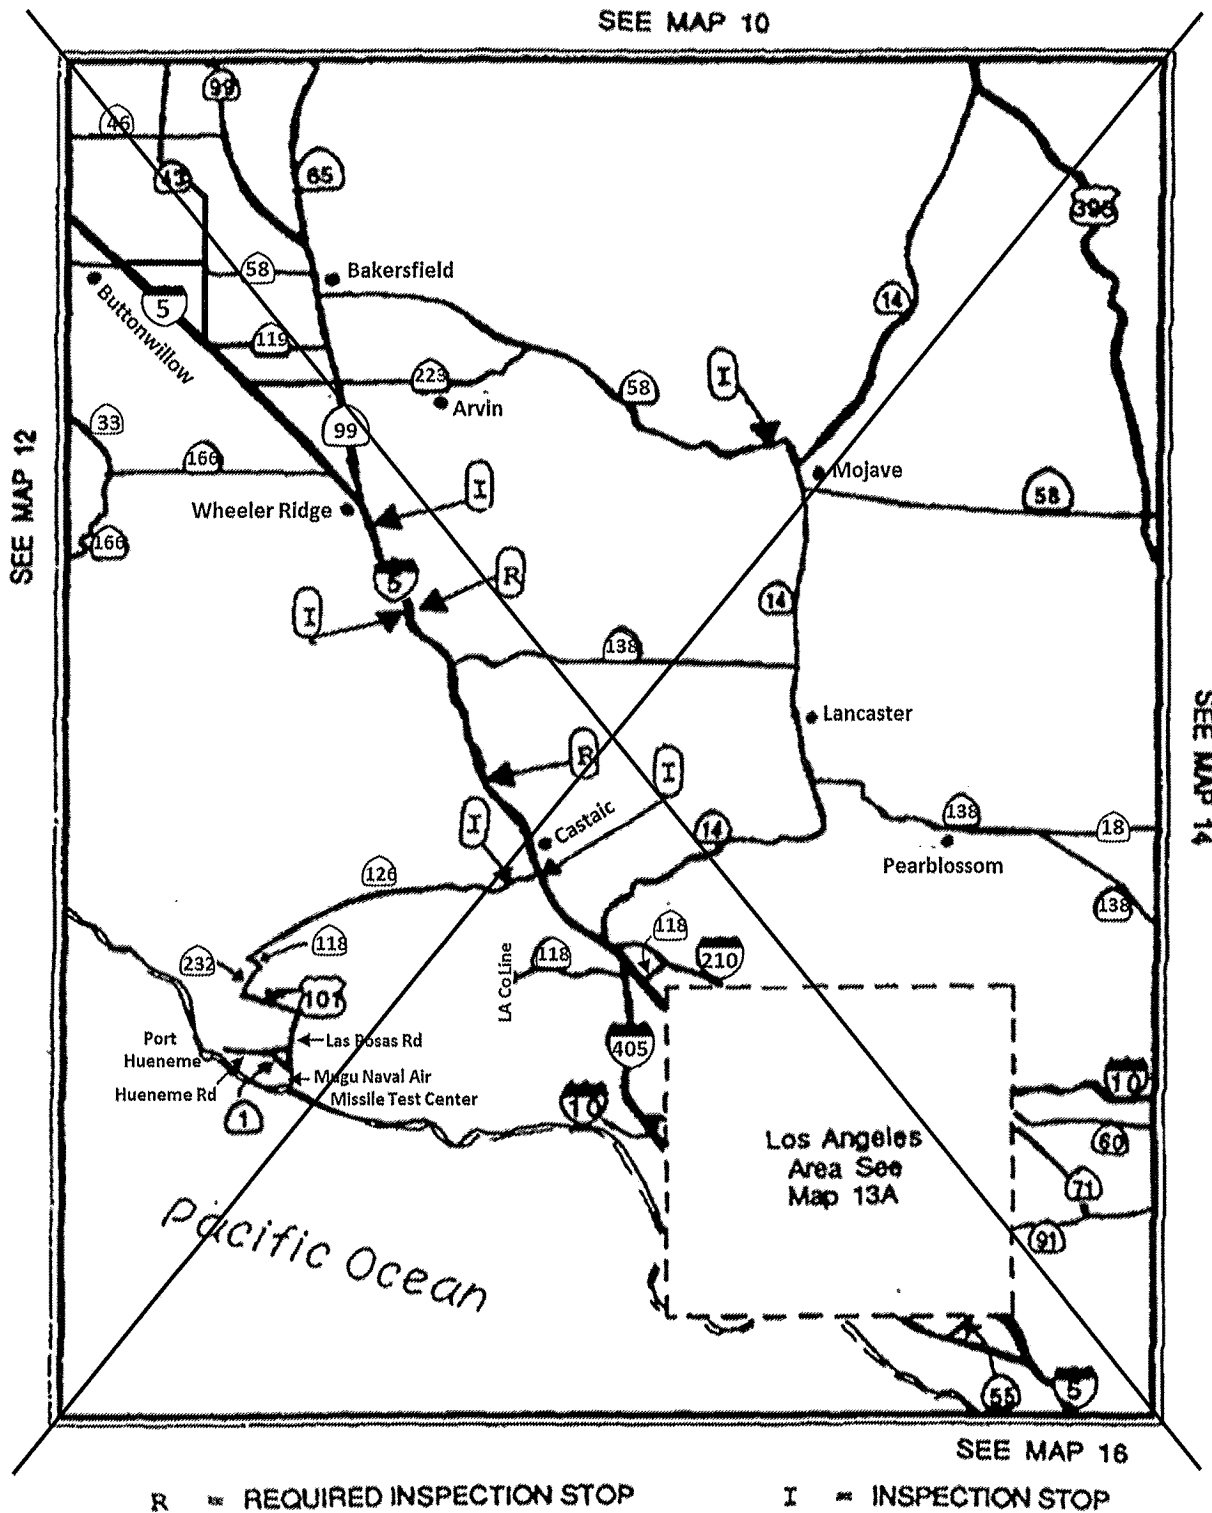 SEE MAP 10
99
46
43
65
395
58
Bakersfield
Buttonwillow
5
14
119
223
58
I
Arvin
33
99
166
Mojave
SEE MAP 12
I
58
Wheeler Ridge
166
5
R
I
14
138
SEE MAP 14
Lancaster
R
I
I
Castaic
14
138
18
Pearblossom
126
138
118
118
232
LA Co Line
118
210
101
Port
Hueneme
Las Posas Rd
405
Hueneme Rd
Mugu Naval Air
Missile Test Center
1
10
10
60
Los Angeles
Area See
Map 13A
71
91
Pacific Ocean
55
5
SEE MAP 16
R = REQUIRED INSPECTION STOP
I = INSPECTION STOP